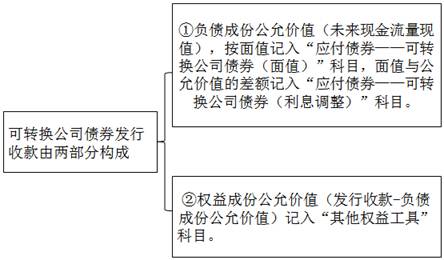 ①负债成份公允价值（未来现金流量现
值），按面值记入“应付债券——可转
换公司债券（面值）”科目，面值与公
允价值的差额记入“应付债券——可转
换公司债券（利息调整）”科目。
可转换公司债券发行
收款由两部分构成
②权益成份公允价值（发行收款-负债
成份公允价值）记入“其他权益工具”
科目。